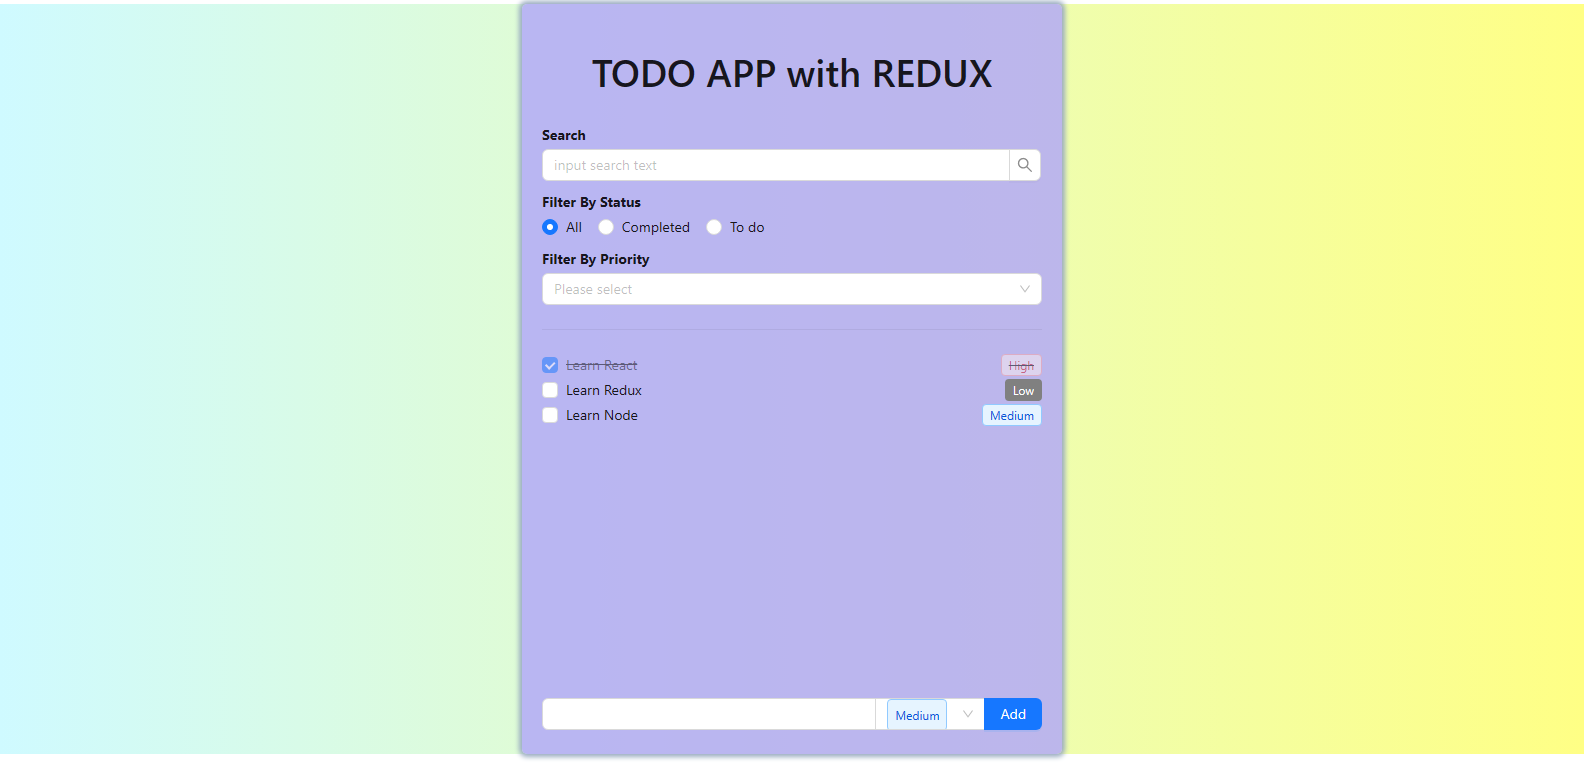 TODO APP with REDUX
Search
input search text
Filter By Status
All Completed To do
Filter By Priority
Please select
Learn React High
Learn Redux Low
Learn Node Medium
Medium Add